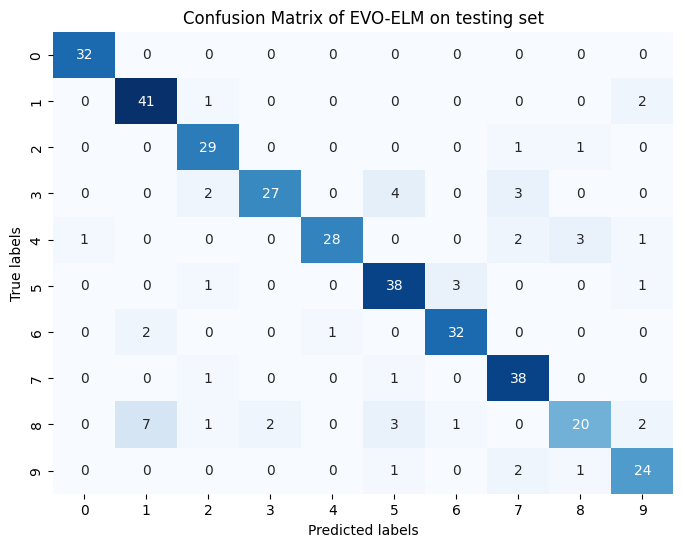 Confusion Matrix of EVO-ELM on testing set
True labels
0 32 0 0 0 0 0 0 0 0 0
1 0 41 1 0 0 0 0 0 0 2
2 0 0 29 0 0 0 0 1 1 0
3 0 0 2 27 0 4 0 3 0 0
4 1 0 0 0 28 0 0 2 3 1
5 0 0 1 0 0 38 3 0 0 1
6 0 2 0 0 1 0 32 0 0 0
7 0 0 1 0 0 1 0 38 0 0
8 0 7 1 2 0 3 1 0 20 2
9 0 0 0 0 0 1 0 2 1 24
0 1 2 3 4 5 6 7 8 9
Predicted labels